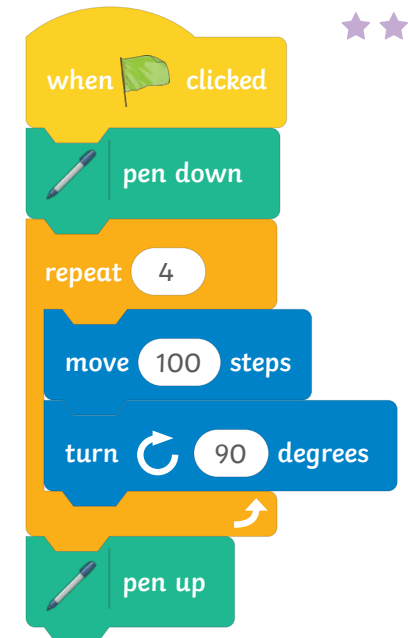 when clicked
pen down
repeat 4
move 100 steps
turn 90 degrees
pen up